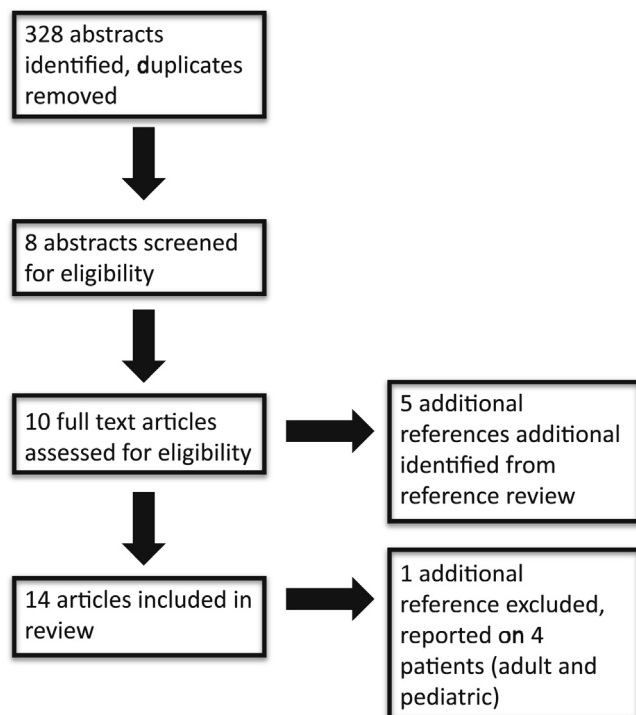 328 abstracts
identified, duplicates
removed
8 abstracts screened
for eligibility
10 full text articles
assessed for eligibility
5 additional
references additional
identified from
reference review
14 articles included in
review
1 additional
reference excluded,
reported on 4
patients (adult and
pediatric)